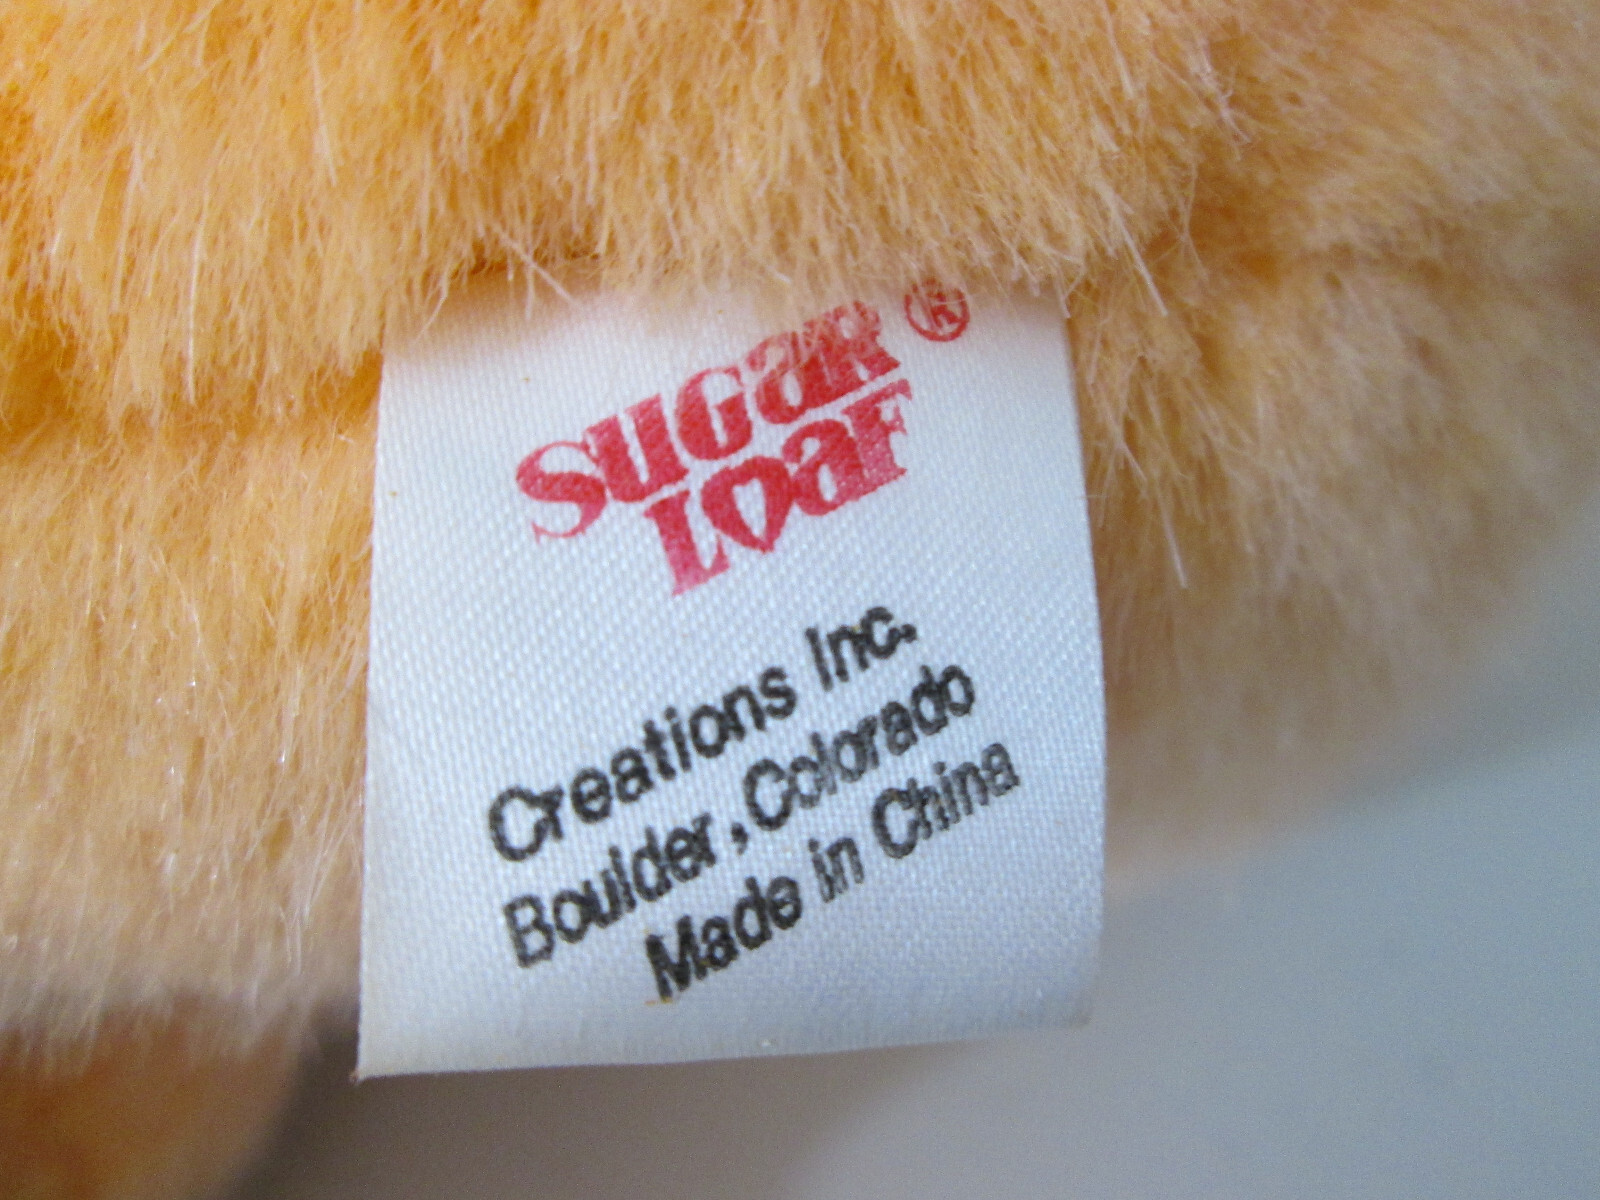 SUGAR ®
LOAF
Creations Inc.
Boulder, Colorado
Made in China